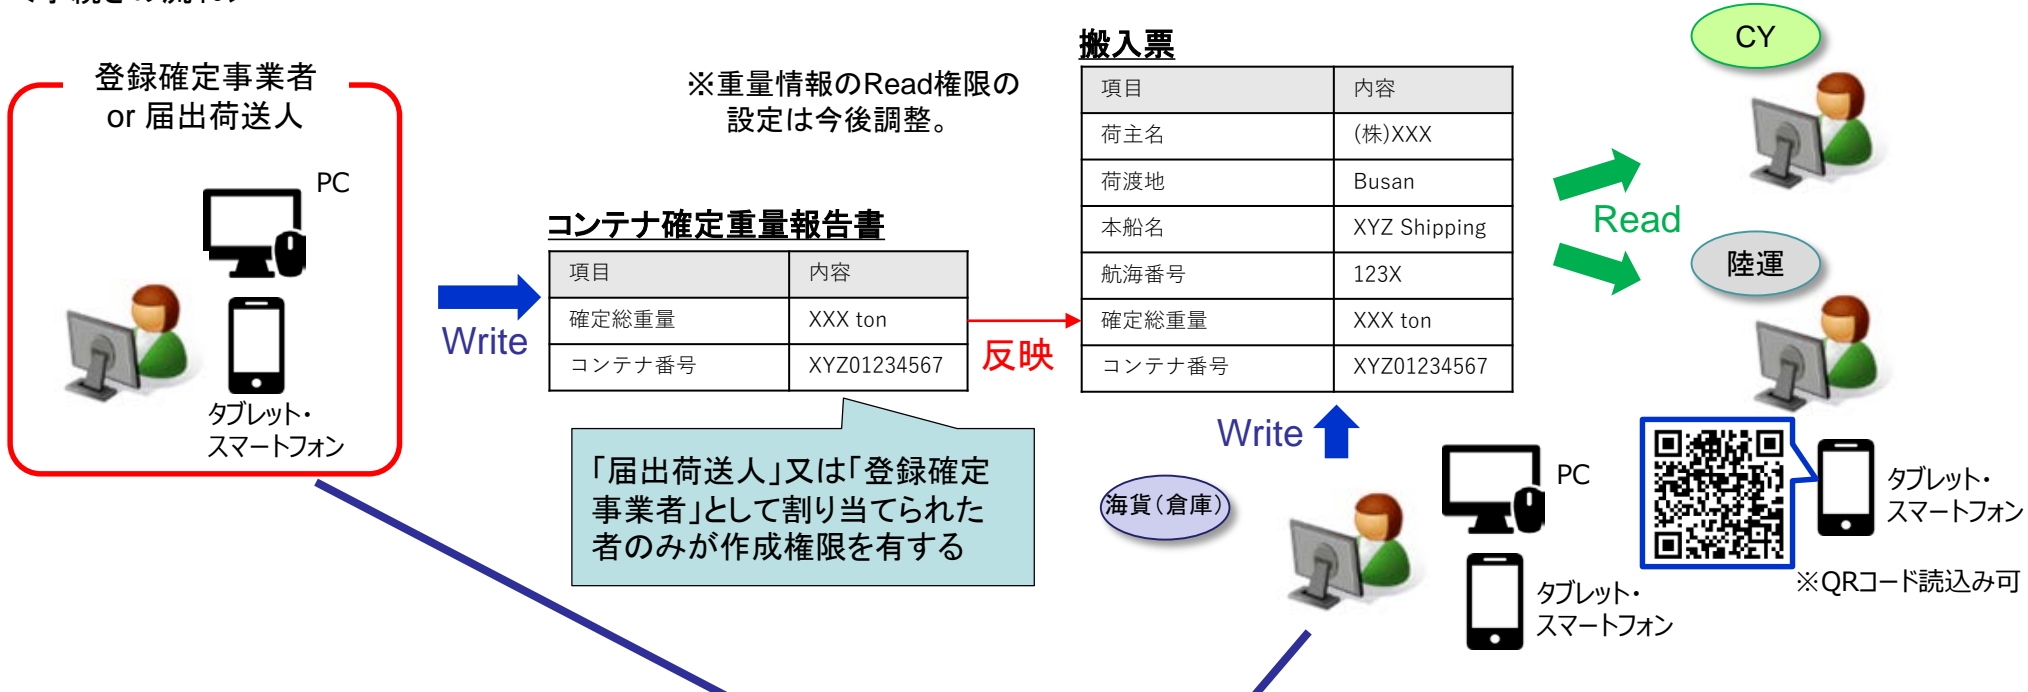 登録確定事業者
or 届出荷送人
PC
タブレット・
スマートフォン
Write
※重量情報のRead権限の
設定は今後調整。
コンテナ確定重量報告書
項目 内容
確定総重量 XXX ton
コンテナ番号 XYZ01234567
反映
「届出荷送人」又は「登録確定
事業者」として割り当てられた
者のみが作成権限を有する
搬入票
項目 内容
荷主名 (株)XXX
荷渡地 Busan
本船名 XYZ Shipping
航海番号 123X
確定総重量 XXX ton
コンテナ番号 XYZ01234567
Write
海貨(倉庫)
PC
タブレット・
スマートフォン
Read
CY
陸運
タブレット・
スマートフォン
※QRコード読込み可